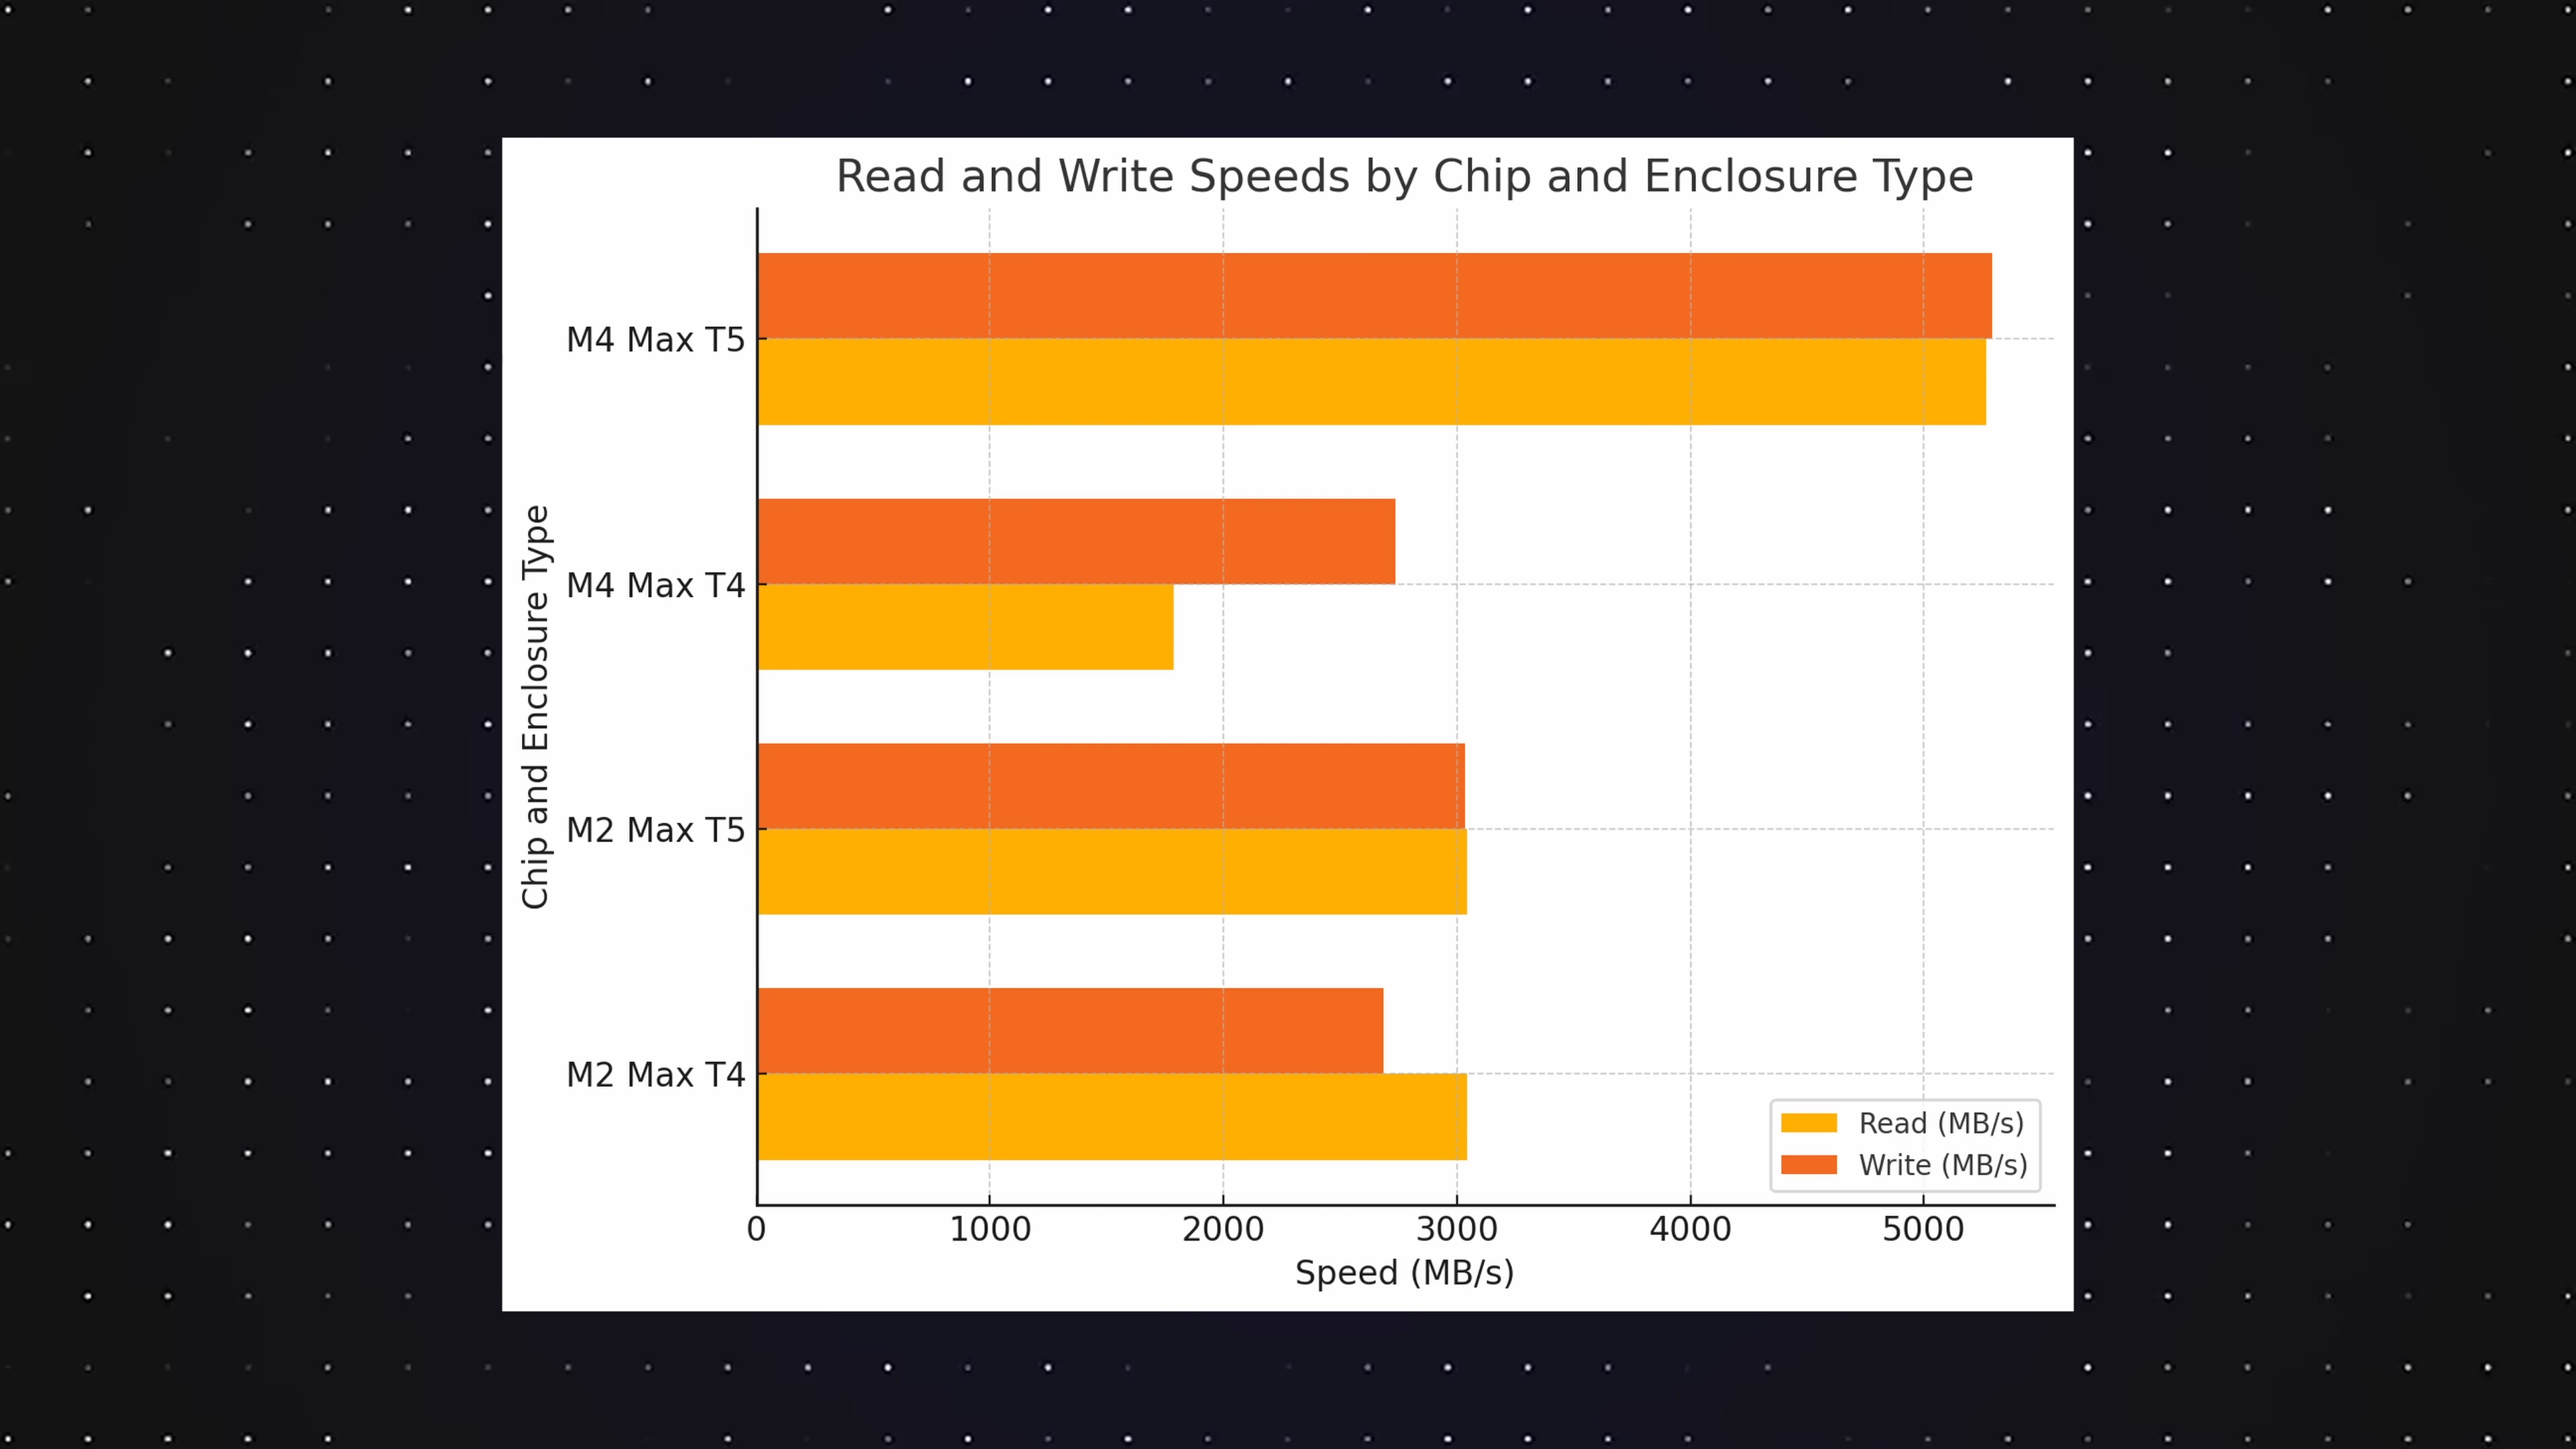 Read and Write Speeds by Chip and Enclosure Type
Chip and Enclosure Type
M4 Max T5
M4 Max T4
M2 Max T5
M2 Max T4
Read (MB/s)
Write (MB/s)
0 1000 2000 3000 4000 5000
Speed (MB/s)